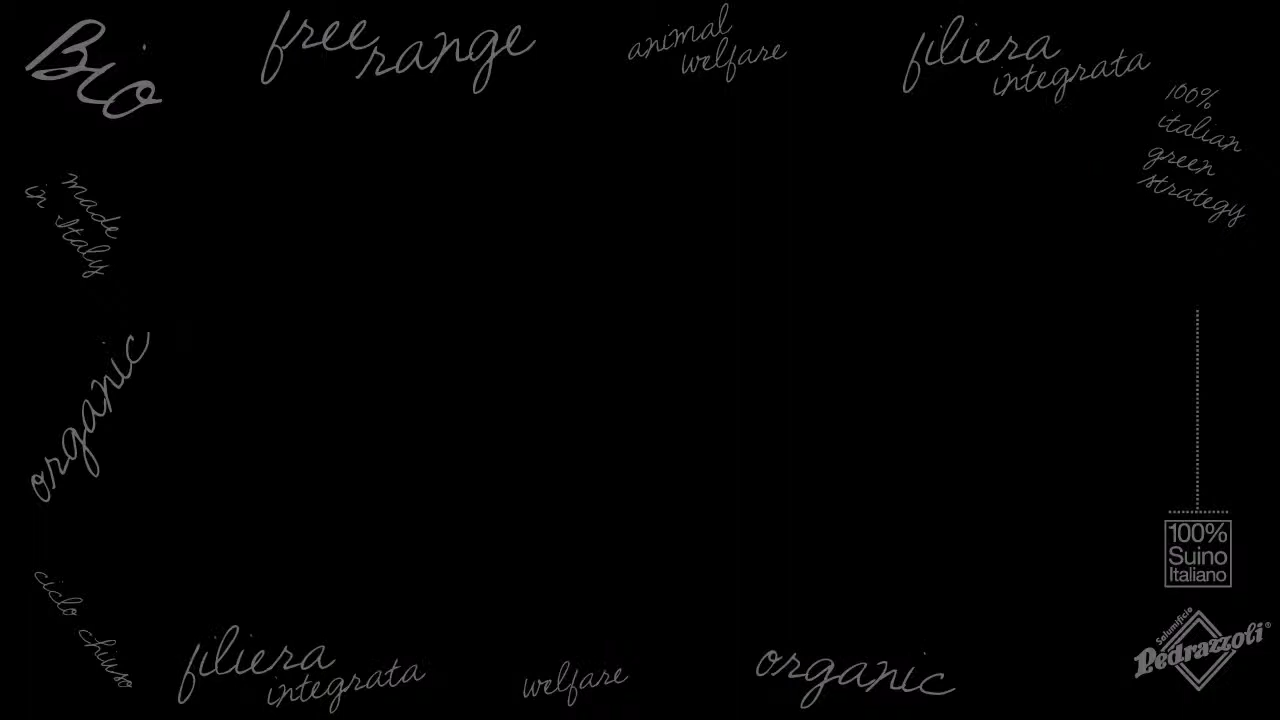 Bio
free
range
animal
welfare
filiera
integrata
100%
italian
green
strategy
made
in Italy
organic
100%
Suino
Italiano
ciclo chiuso
filiera
integrata
welfare
organic
Salumificio
Pedrazzoli®